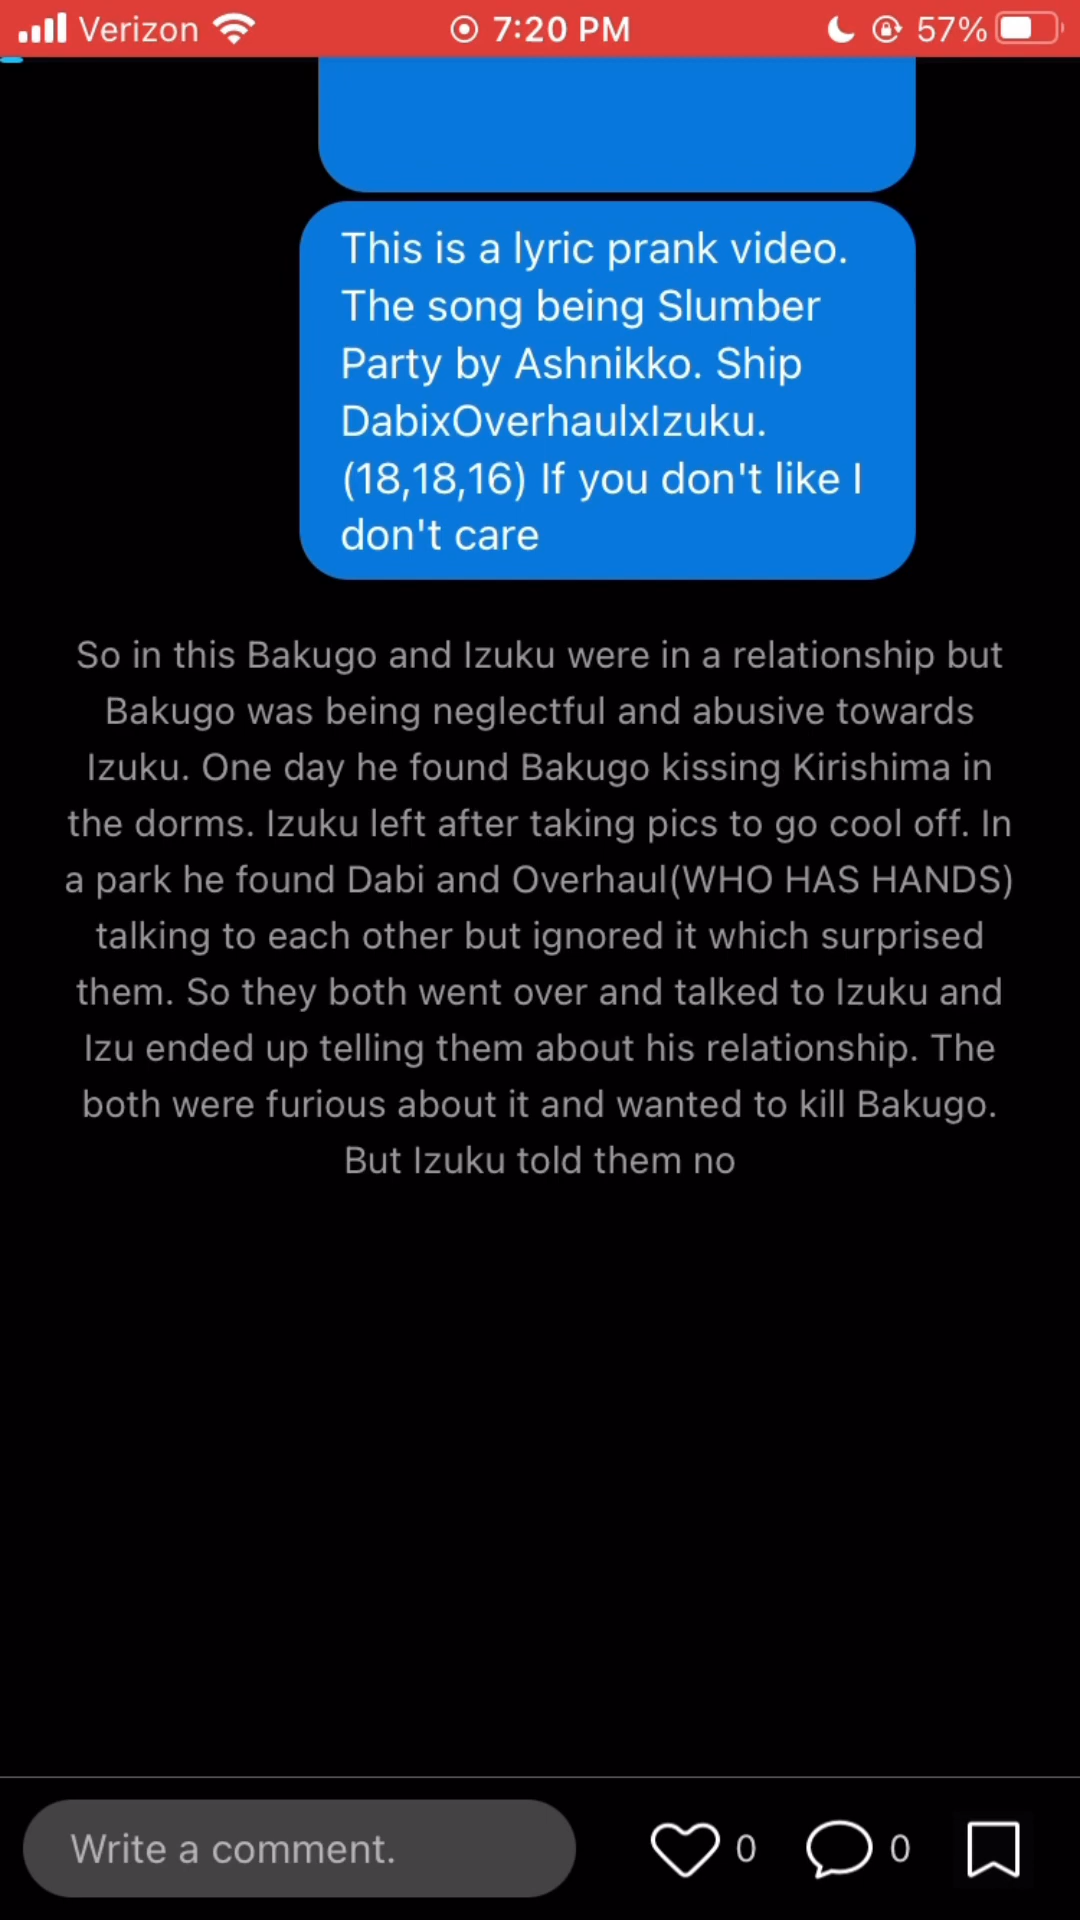 Verizon 7:20 PM 57%
This is a lyric prank video.
The song being Slumber
Party by Ashnikko. Ship
DabixOverhaulxIzuku.
(18,18,16) If you don't like I
don't care
So in this Bakugo and Izuku were in a relationship but
Bakugo was being neglectful and abusive towards
Izuku. One day he found Bakugo kissing Kirishima in
the dorms. Izuku left after taking pics to go cool off. In
a park he found Dabi and Overhaul(WHO HAS HANDS)
talking to each other but ignored it which surprised
them. So they both went over and talked to Izuku and
Izu ended up telling them about his relationship. The
both were furious about it and wanted to kill Bakugo.
But Izuku told them no
Write a comment. 0 0